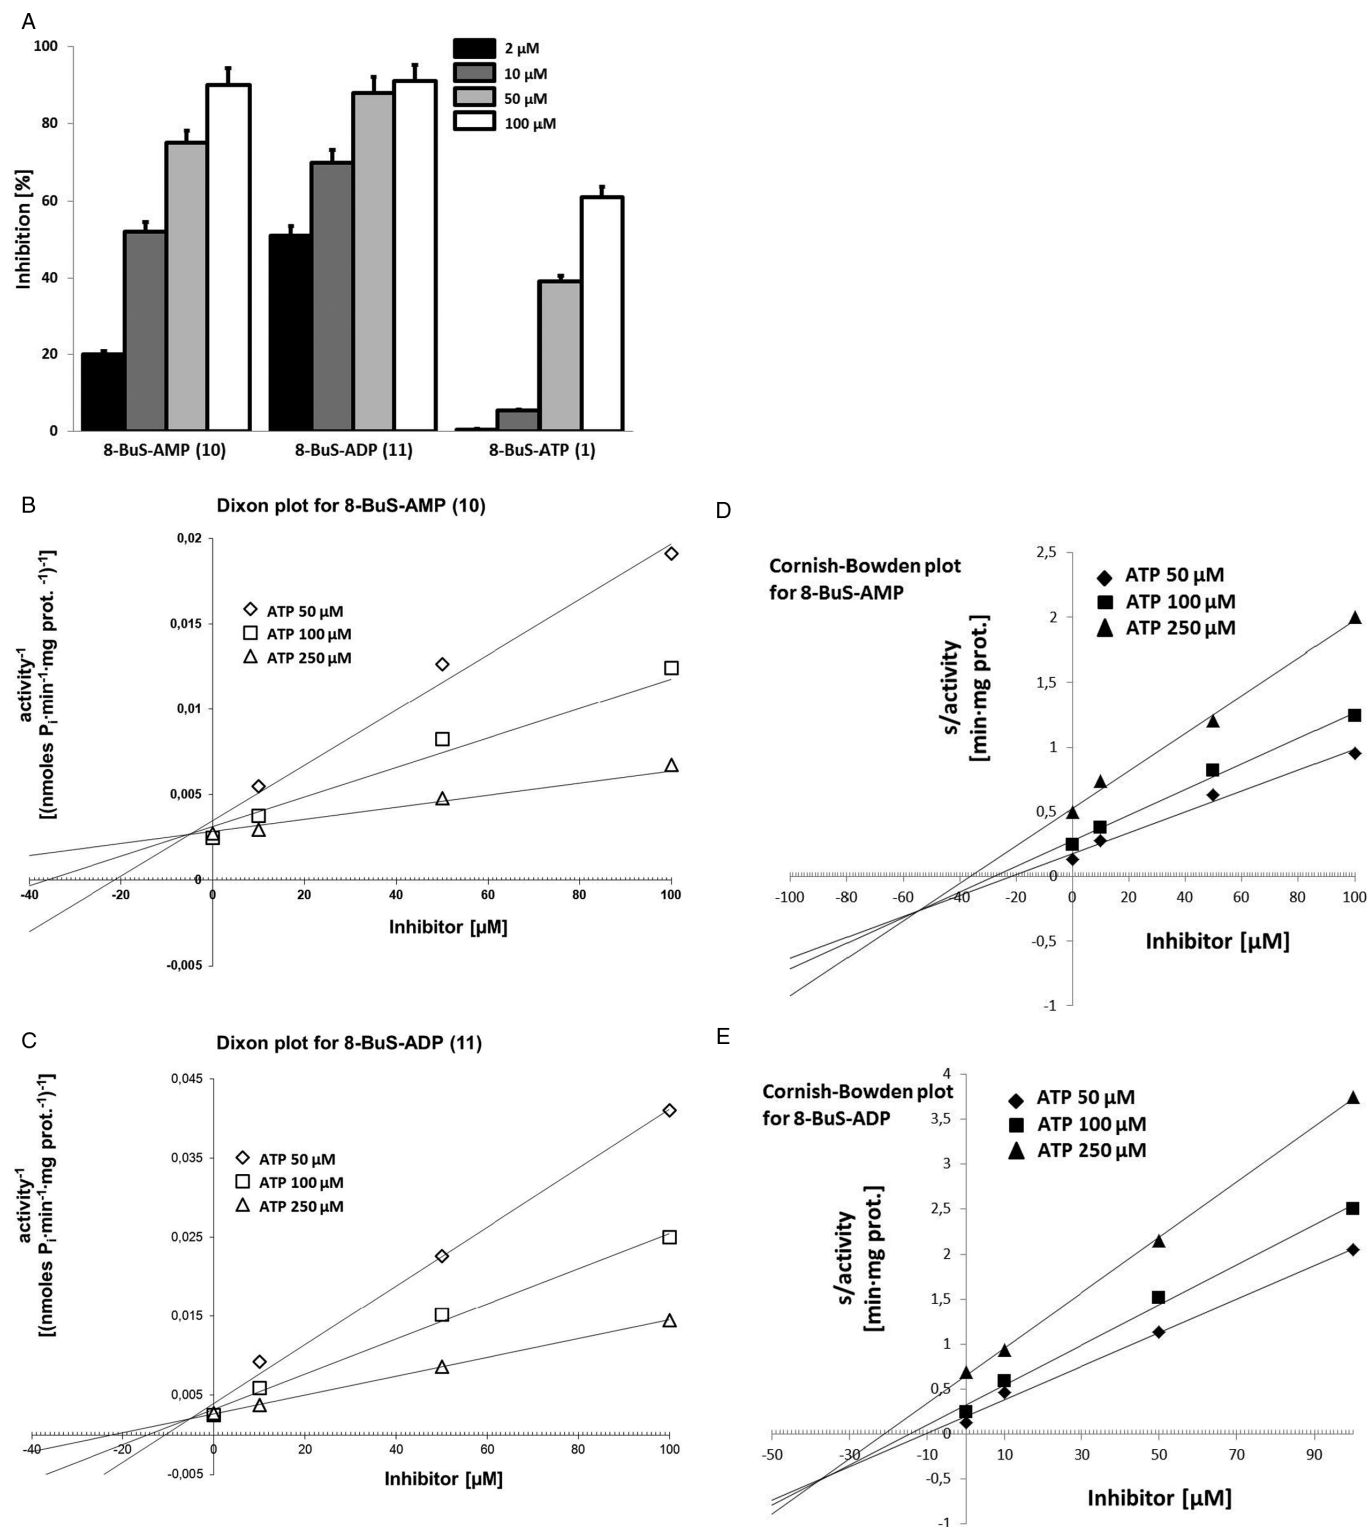 A
100
80
60
40
20
0
Inhibition [%]
2 µM
10 µM
50 µM
100 µM
8-BuS-AMP (10)
8-BuS-ADP (11)
8-BuS-ATP (1)
B
Dixon plot for 8-BuS-AMP (10)
activity-1
[(nmoles Pi·min-1·mg prot. -1)-1]
0,02
0,015
0,01
0,005
0
-0,005
ATP 50 µM
ATP 100 µM
ATP 250 µM
-40 -20 0 20 40 60 80 100
Inhibitor [µM]
D
Cornish-Bowden plot
for 8-BuS-AMP
s/activity
[min·mg prot.]
2,5
2
1,5
1
0,5
0
-0,5
-1
ATP 50 µM
ATP 100 µM
ATP 250 µM
-100 -80 -60 -40 -20 0 20 40 60 80 100
Inhibitor [µM]
C
Dixon plot for 8-BuS-ADP (11)
activity-1
[(nmoles Pi·min-1·mg prot.-1)-1]
0,045
0,035
0,025
0,015
0,005
-0,005
ATP 50 µM
ATP 100 µM
ATP 250 µM
-40 -20 0 20 40 60 80 100
Inhibitor [µM]
E
Cornish-Bowden plot
for 8-BuS-ADP
s/activity
[min·mg prot.]
4
3,5
3
2,5
2
1,5
1
0,5
0
-0,5
-1
ATP 50 µM
ATP 100 µM
ATP 250 µM
-50 -30 -10 10 30 50 70 90
Inhibitor [µM]